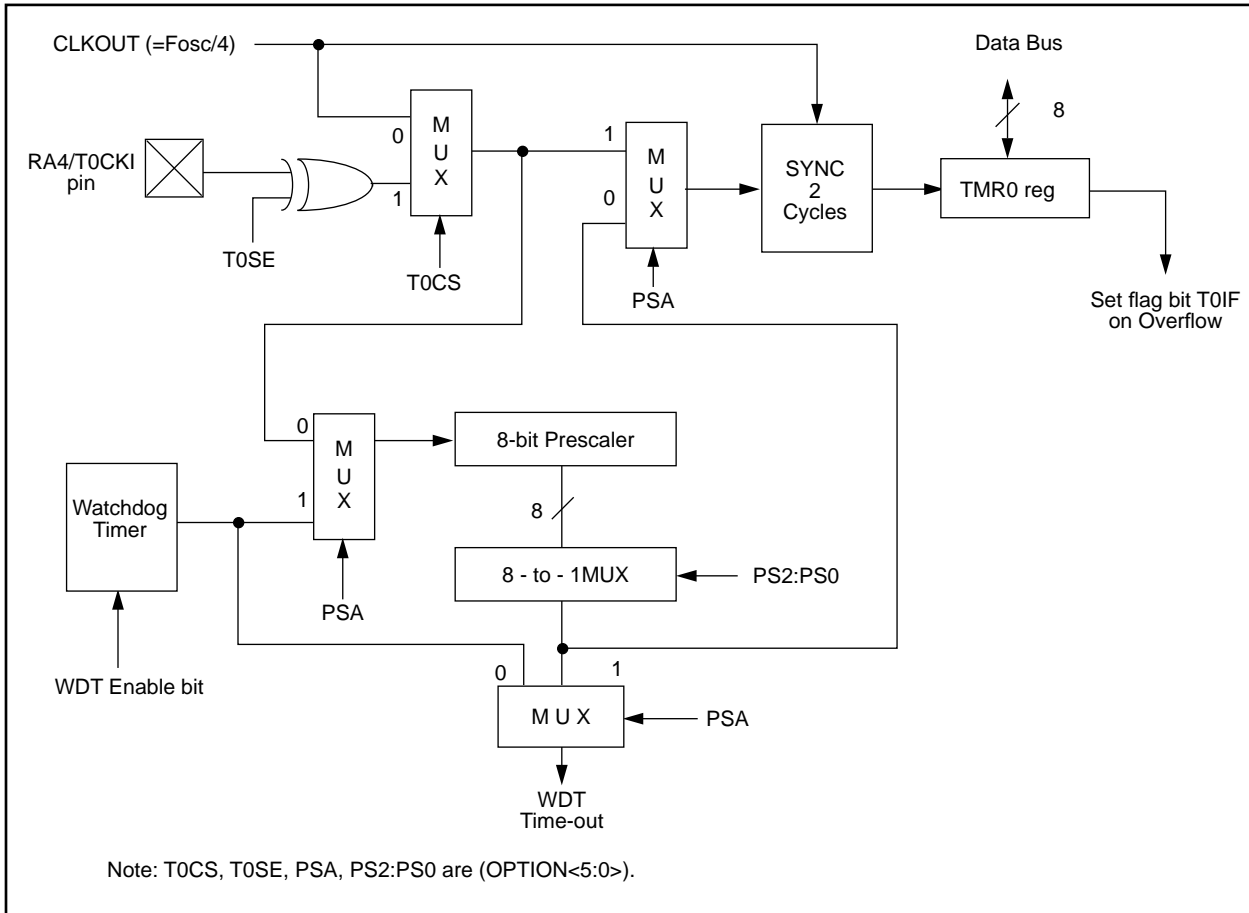 CLKOUT (=Fosc/4)
Data Bus
8
RA4/T0CKI
pin
T0SE
0
1
M
U
X
T0CS
1
0
M
U
X
PSA
SYNC
2
Cycles
TMR0 reg
Set flag bit T0IF
on Overflow
0
1
M
U
X
PSA
8-bit Prescaler
8
Watchdog
Timer
WDT Enable bit
8 - to - 1MUX
PS2:PS0
0
1
M U X
PSA
WDT
Time-out
Note: T0CS, T0SE, PSA, PS2:PS0 are (OPTION<5:0>).